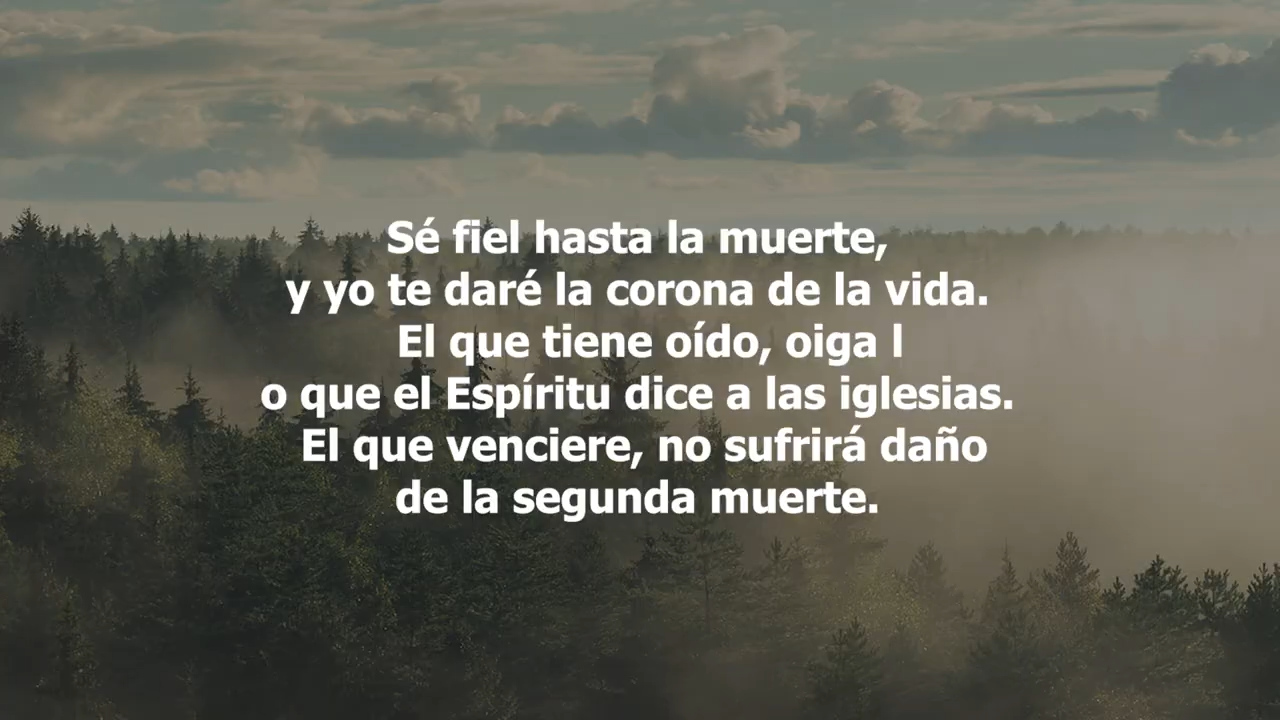 Sé fiel hasta la muerte,
y yo te daré la corona de la vida.
El que tiene oído, oiga l
o que el Espíritu dice a las iglesias.
El que venciere, no sufrirá daño
de la segunda muerte.